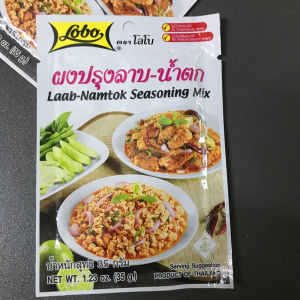 Lobo
ตรา โลโบ
ผงปรุงลาบ-น้ำตก
Laab-Namtok Seasoning Mix
น้ำหนักสุทธิ 35 กรัม
NET WT. 1.23 oz. (35 g.)
Serving Suggestion
PRODUCT OF THAILAND
oz. (35 g.)